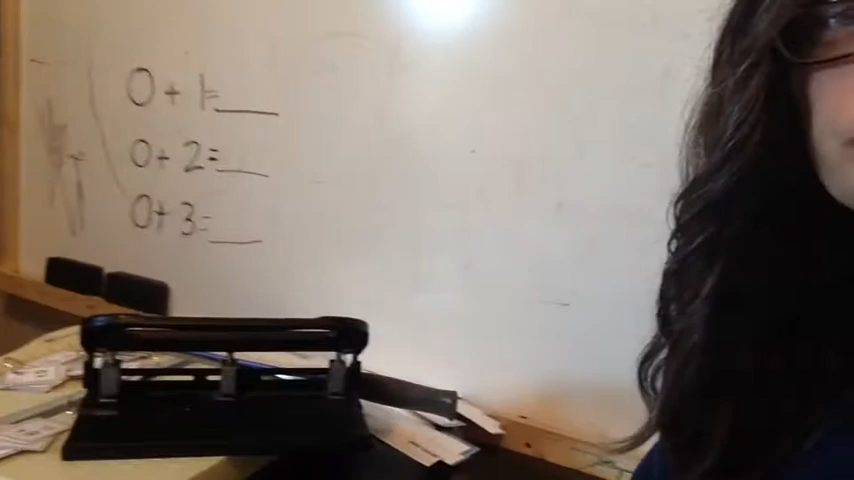 0 + 1 = ___
0 + 2 = ___
0 + 3 = ___